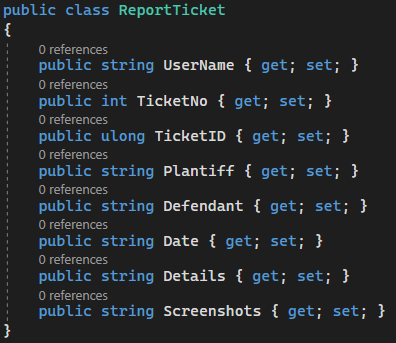 public class ReportTicket
{
0 references
public string UserName { get; set; }
0 references
public int TicketNo { get; set; }
0 references
public ulong TicketID { get; set; }
0 references
public string Plantiff { get; set; }
0 references
public string Defendant { get; set; }
0 references
public string Date { get; set; }
0 references
public string Details { get; set; }
0 references
public string Screenshots { get; set; }
}